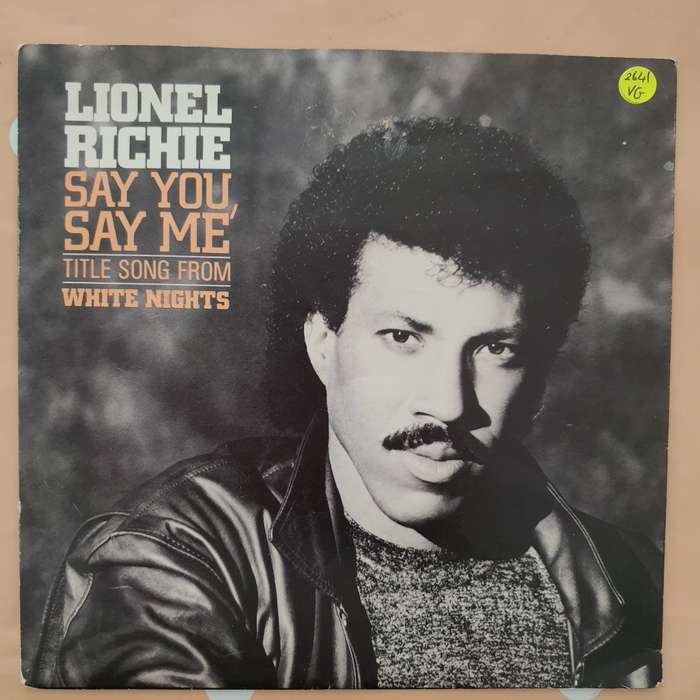 LIONEL
RICHIE
SAY YOU,
SAY ME
TITLE SONG FROM
WHITE NIGHTS
2641
VG